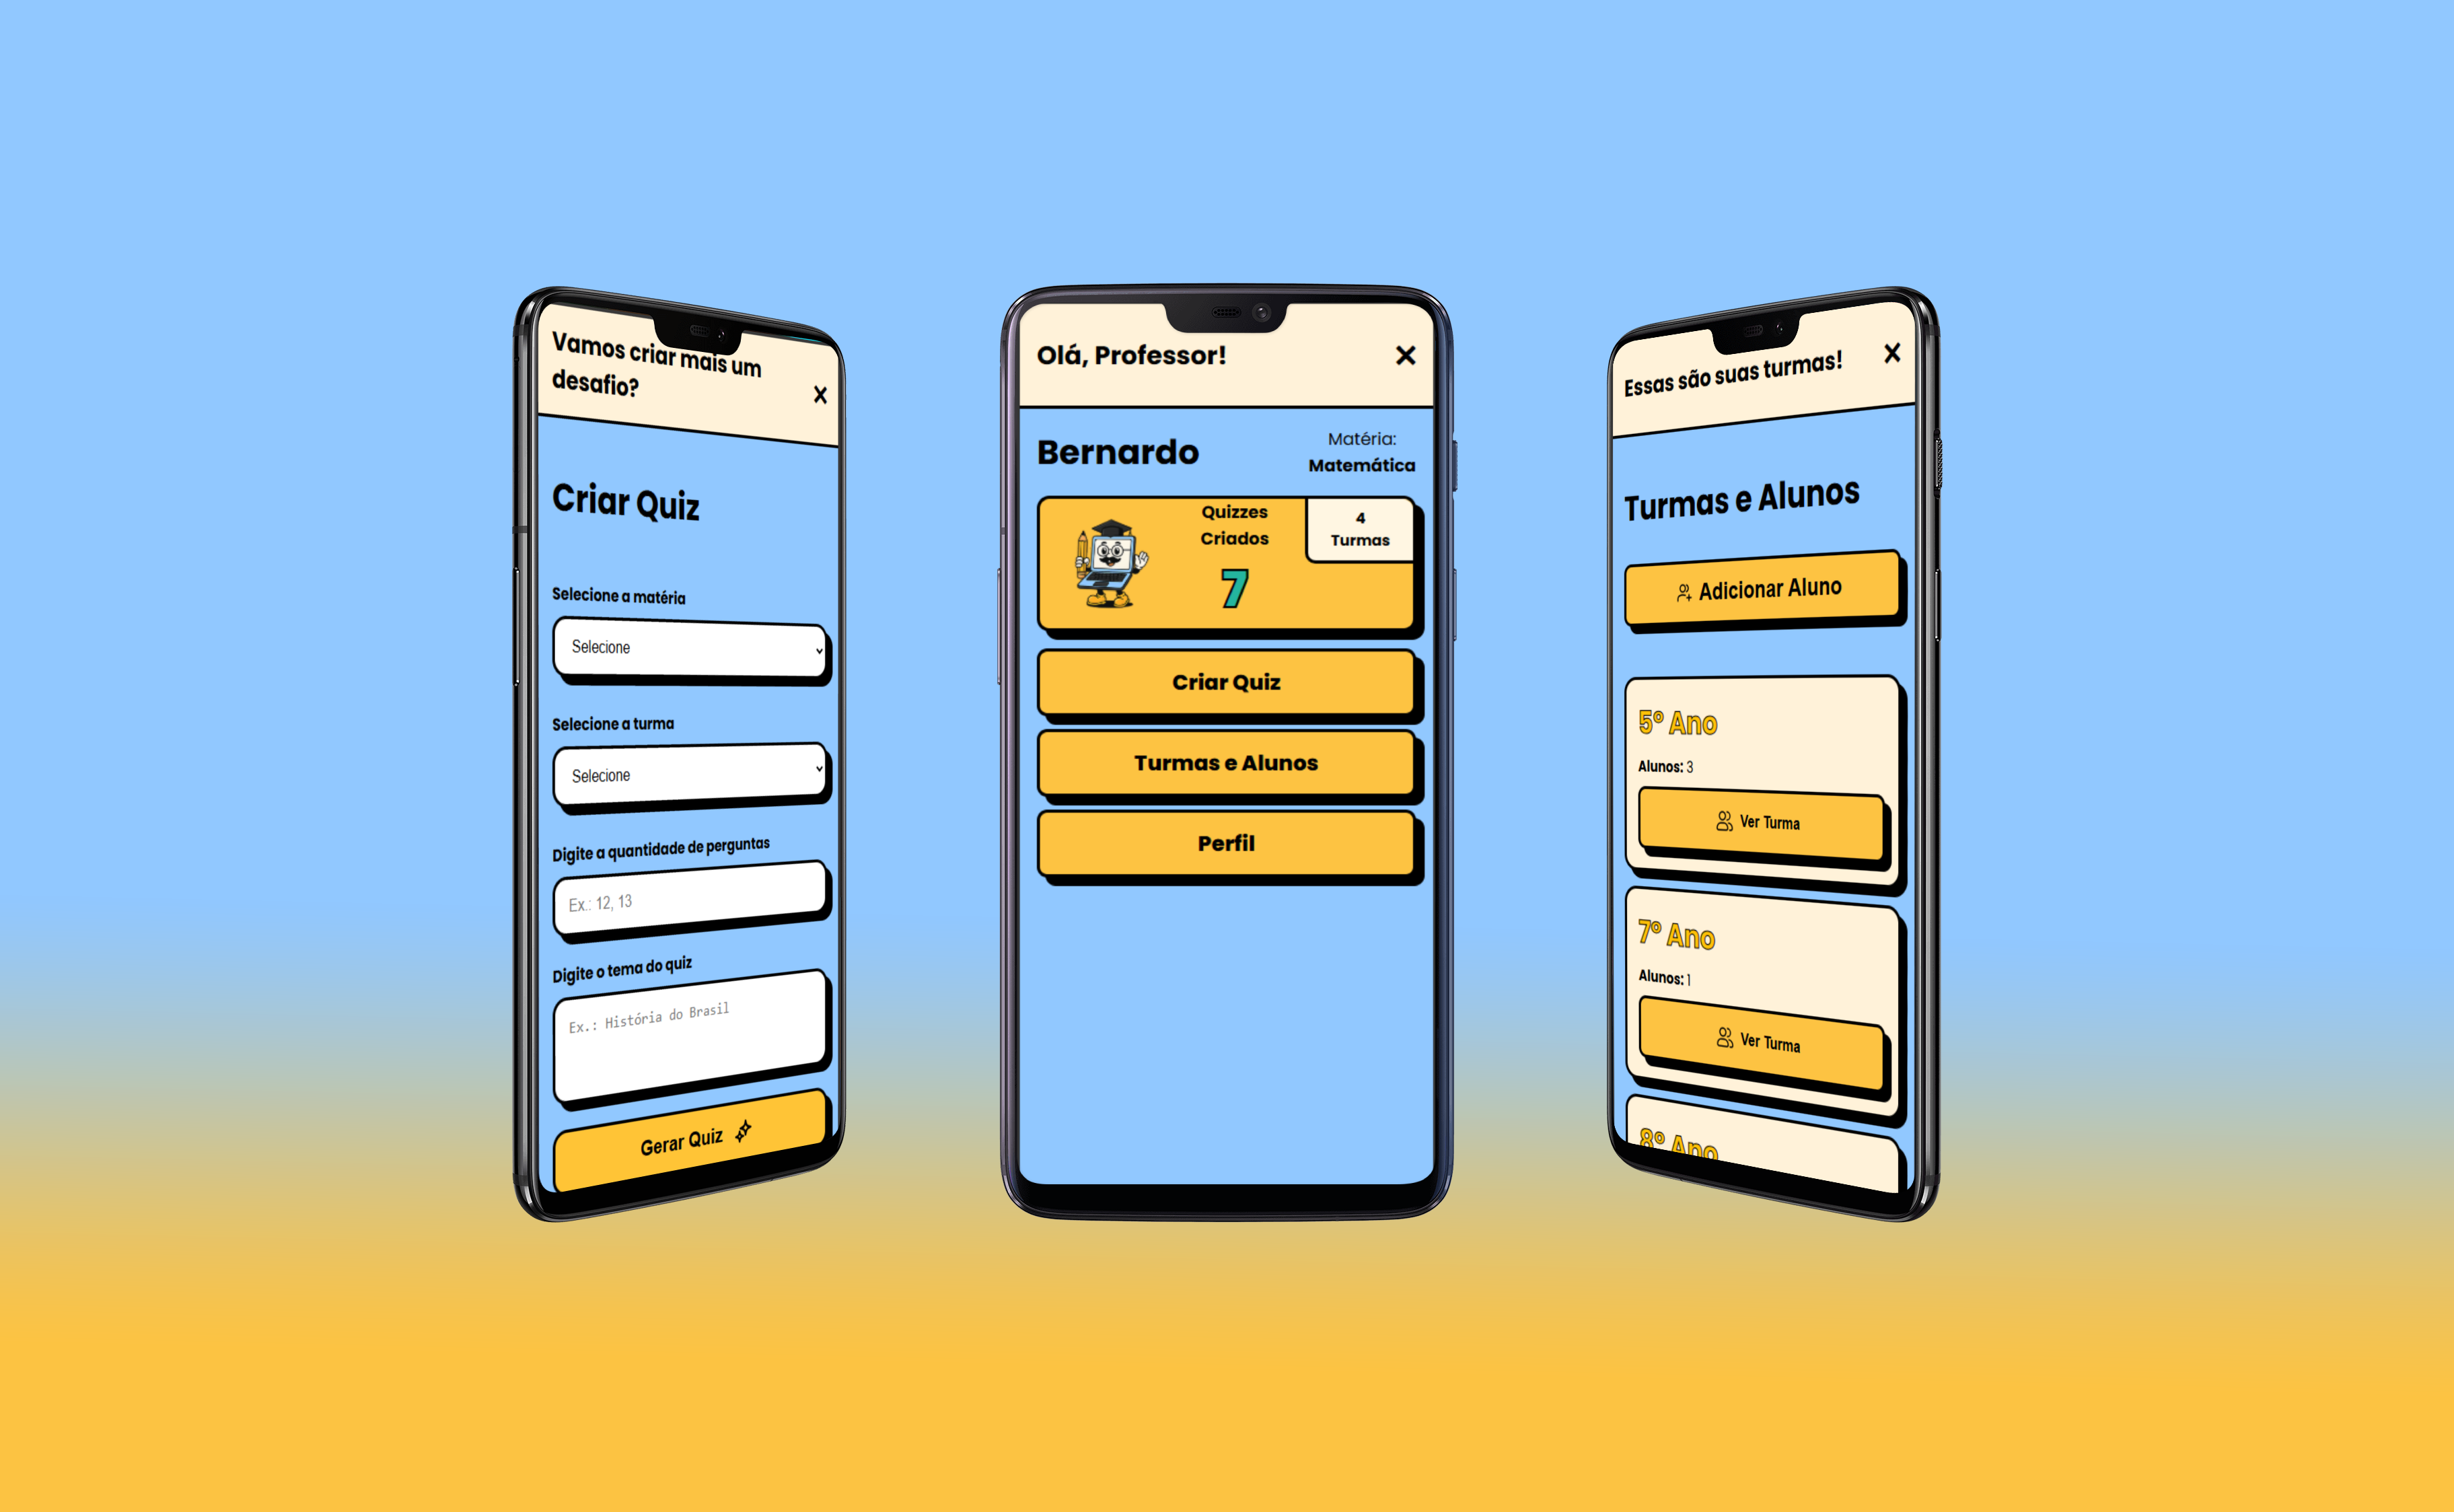 Vamos criar mais um
desafio?
Criar Quiz
Selecione a matéria
Selecione
Selecione a turma
Selecione
Digite a quantidade de perguntas
Ex.: 12, 13
Digite o tema do quiz
Ex.: História do Brasil
Gerar Quiz
Olá, Professor!
Bernardo
Matéria:
Matemática
Quizzes
Criados
7
4
Turmas
Criar Quiz
Turmas e Alunos
Perfil
Essas são suas turmas!
Turmas e Alunos
Adicionar Aluno
5º Ano
Alunos: 3
Ver Turma
7º Ano
Alunos: 1
Ver Turma
8º Ano